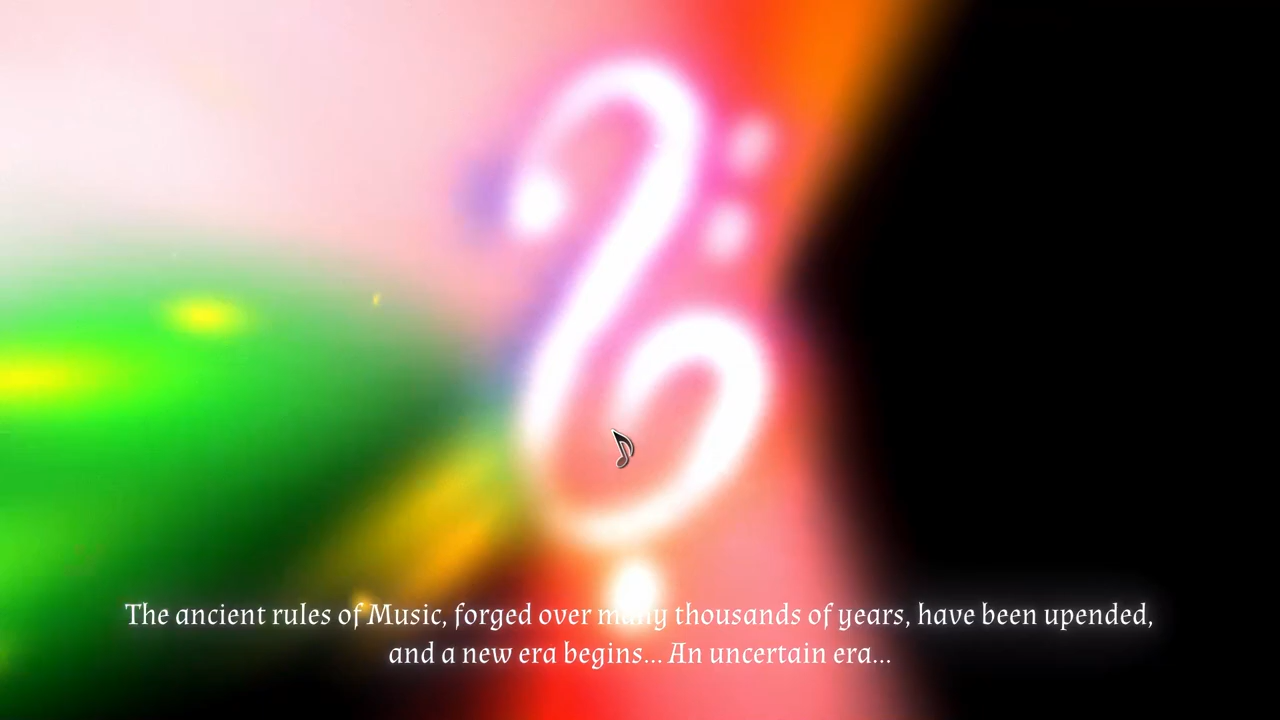 The ancient rules of Music, forged over many thousands of years, have been upended,
and a new era begins... An uncertain era...